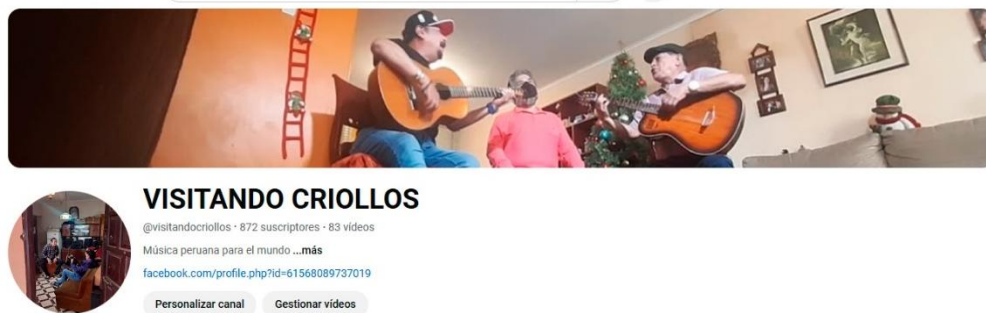 VISITANDO CRIOLLOS
@visitandocriollos · 872 suscriptores · 83 vídeos
Música peruana para el mundo ...más
facebook.com/profile.php?id=61568089737019
Personalizar canal Gestionar vídeos